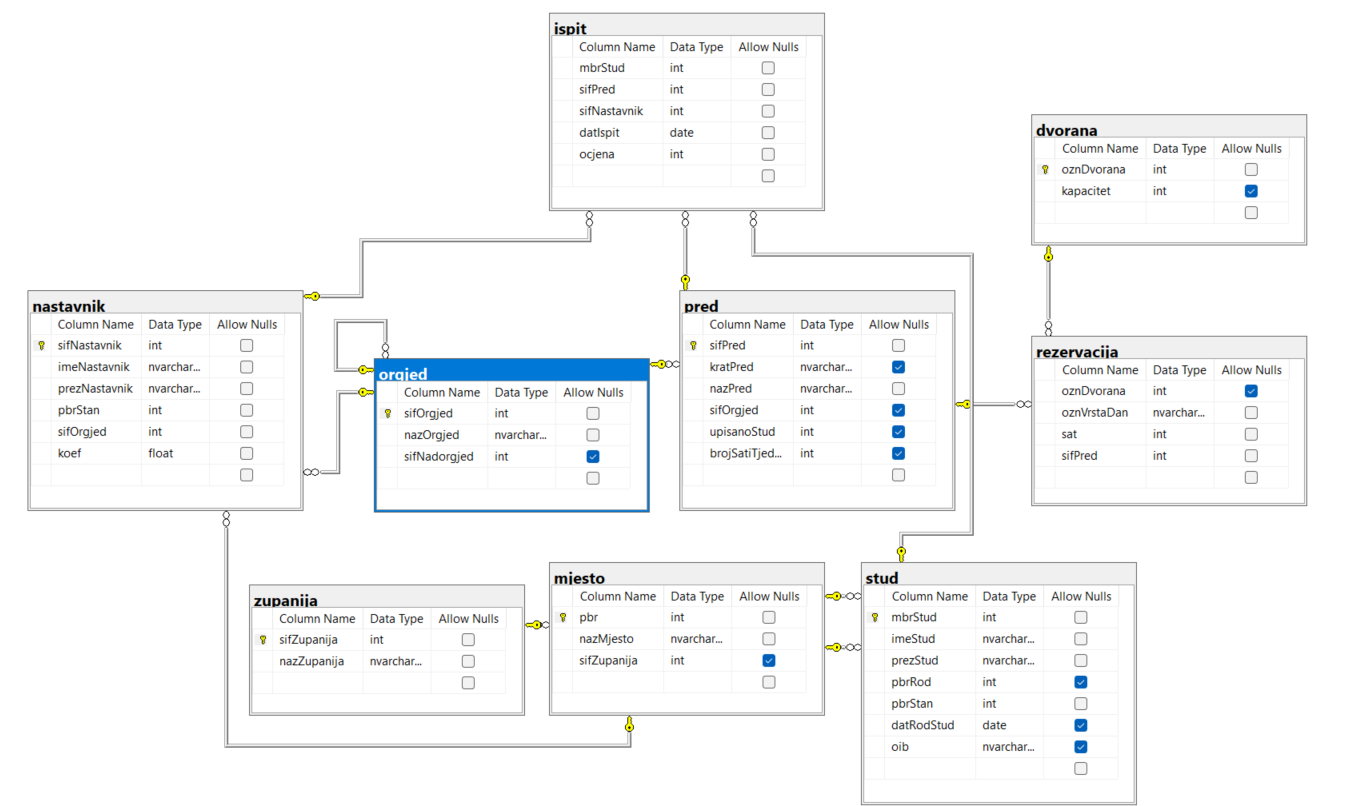 ispit
Column Name Data Type Allow Nulls
mbrStud int
sifPred int
sifNastavnik int
datIspit date
ocjena int
dvorana
Column Name Data Type Allow Nulls
oznDvorana int
kapacitet int
nastavnik
Column Name Data Type Allow Nulls
sifNastavnik int
imeNastavnik nvarchar...
prezNastavnik nvarchar...
pbrStan int
sifOrgjed int
koef float
orgjed
Column Name Data Type Allow Nulls
sifOrgjed int
nazOrgjed nvarchar...
sifNadorgjed int
pred
Column Name Data Type Allow Nulls
sifPred int
kratPred nvarchar...
nazPred nvarchar...
sifOrgjed int
upisanoStud int
brojSatiTjed... int
rezervacija
Column Name Data Type Allow Nulls
oznDvorana int
oznVrstaDan nvarchar...
sat int
sifPred int
zupanija
Column Name Data Type Allow Nulls
sifZupanija int
nazZupanija nvarchar...
mjesto
Column Name Data Type Allow Nulls
pbr int
nazMjesto nvarchar...
sifZupanija int
stud
Column Name Data Type Allow Nulls
mbrStud int
imeStud nvarchar...
prezStud nvarchar...
pbrRod int
pbrStan int
datRodStud date
oib nvarchar...